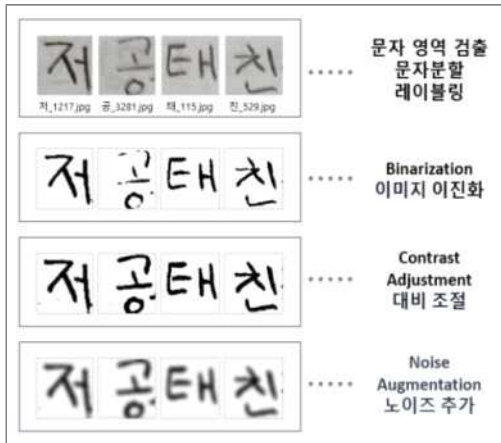 저 공 태 친
저_1217.jpg 공_3281.jpg 태_115.jpg 친_529.jpg
문자 영역 검출
문자분할
레이블링
저 공 태 친
Binarization
이미지 이진화
저 공 태 친
Contrast
Adjustment
대비 조절
저 공 태 친
Noise
Augmentation
노이즈 추가